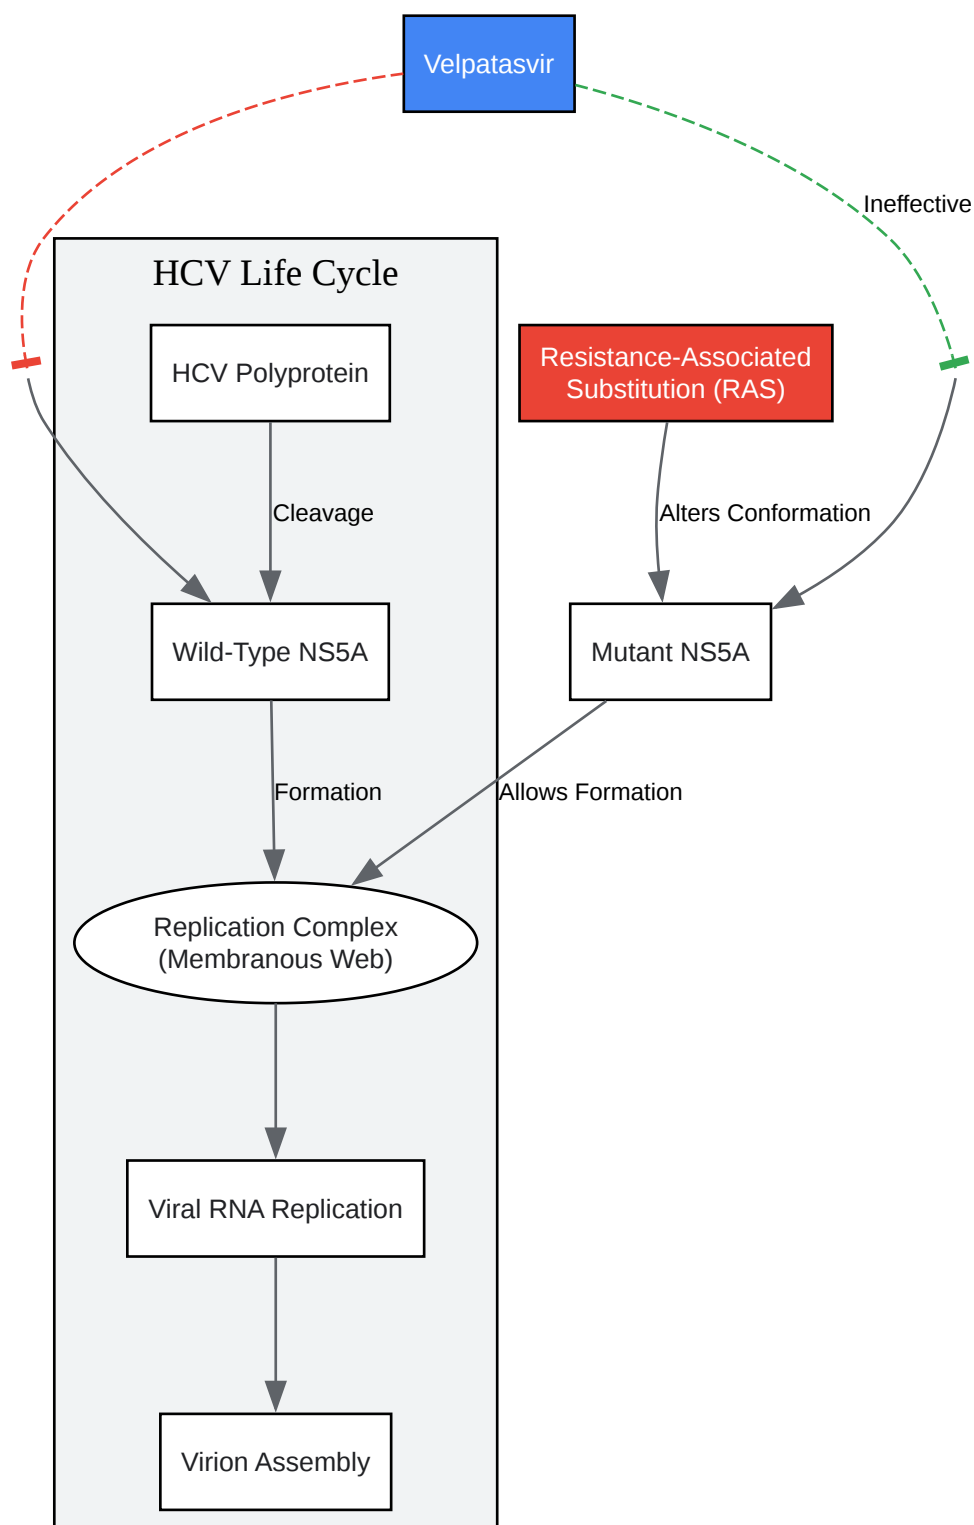 Velpatasvir
Ineffective
HCV Life Cycle
HCV Polyprotein
Resistance-Associated
Substitution (RAS)
Cleavage
Alters Conformation
Wild-Type NS5A
Mutant NS5A
Formation
Allows Formation
Replication Complex
(Membranous Web)
Viral RNA Replication
Virion Assembly